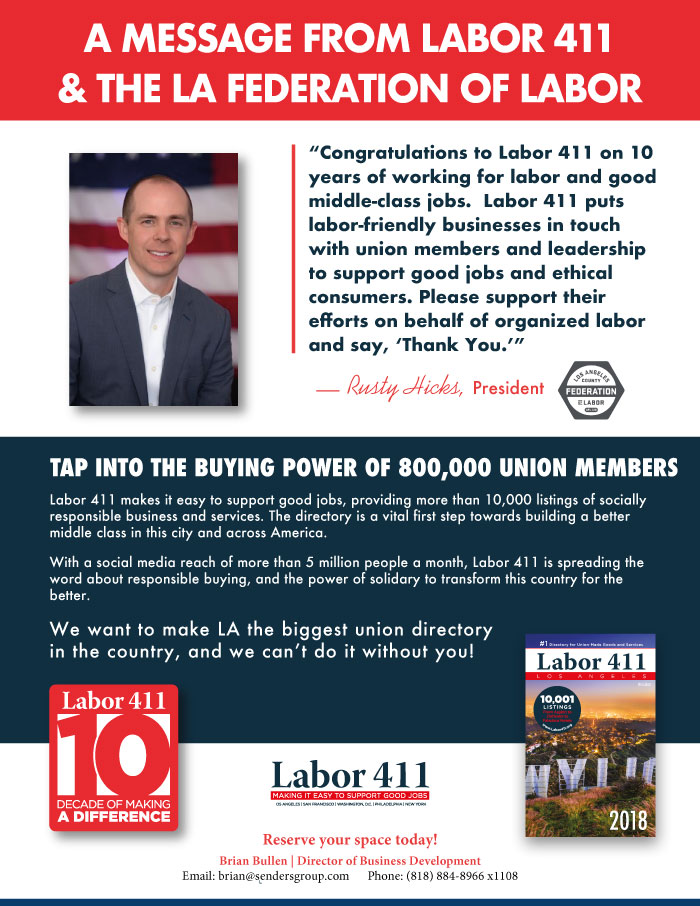 A MESSAGE FROM LABOR 411
& THE LA FEDERATION OF LABOR
“Congratulations to Labor 411 on 10
years of working for labor and good
middle-class jobs.  Labor 411 puts
labor-friendly businesses in touch
with union members and leadership
to support good jobs and ethical
consumers. Please support their
efforts on behalf of organized labor
and say, ‘Thank You.’”
— Rusty Hicks, President
LOS ANGELES
COUNTY
FEDERATION
OF LABOR
TAP INTO THE BUYING POWER OF 800,000 UNION MEMBERS
Labor 411 makes it easy to support good jobs, providing more than 10,000 listings of socially
responsible business and services. The directory is a vital first step towards building a better
middle class in this city and across America.
With a social media reach of more than 5 million people a month, Labor 411 is spreading the
word about responsible buying, and the power of solidary to transform this country for the
better.
We want to make LA the biggest union directory
in the country, and we can’t do it without you!
#1 Directory for Union-Made Goods and Services
Labor 411
LOS ANGELES
10,001
LISTINGS
www.Labor411.org
WYLI
2018
Labor 411
10
DECADE OF MAKING
A DIFFERENCE
Labor 411
MAKING IT EASY TO SUPPORT GOOD JOBS
OS ANGELES | SAN FRANCISCO | WASHINGTON, D.C. | PHILADELPHIA | NEW YORK
Reserve your space today!
Brian Bullen | Director of Business Development
Email: brian@sendersgroup.com Phone: (818) 884-8966 x1108